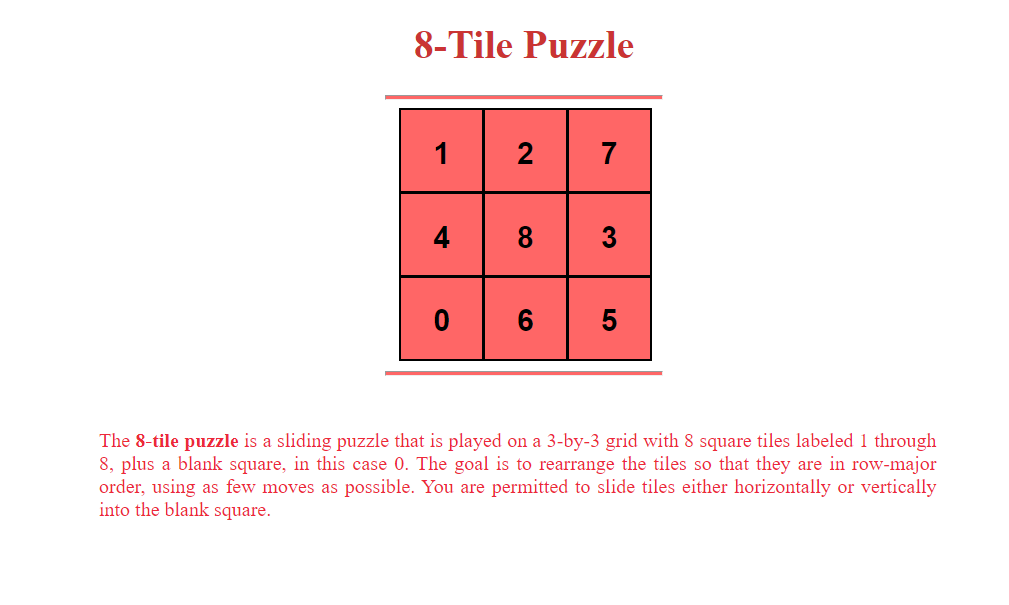 8-Tile Puzzle
1 2 7
4 8 3
0 6 5
The 8-tile puzzle is a sliding puzzle that is played on a 3-by-3 grid with 8 square tiles labeled 1 through
8, plus a blank square, in this case 0. The goal is to rearrange the tiles so that they are in row-major
order, using as few moves as possible. You are permitted to slide tiles either horizontally or vertically
into the blank square.